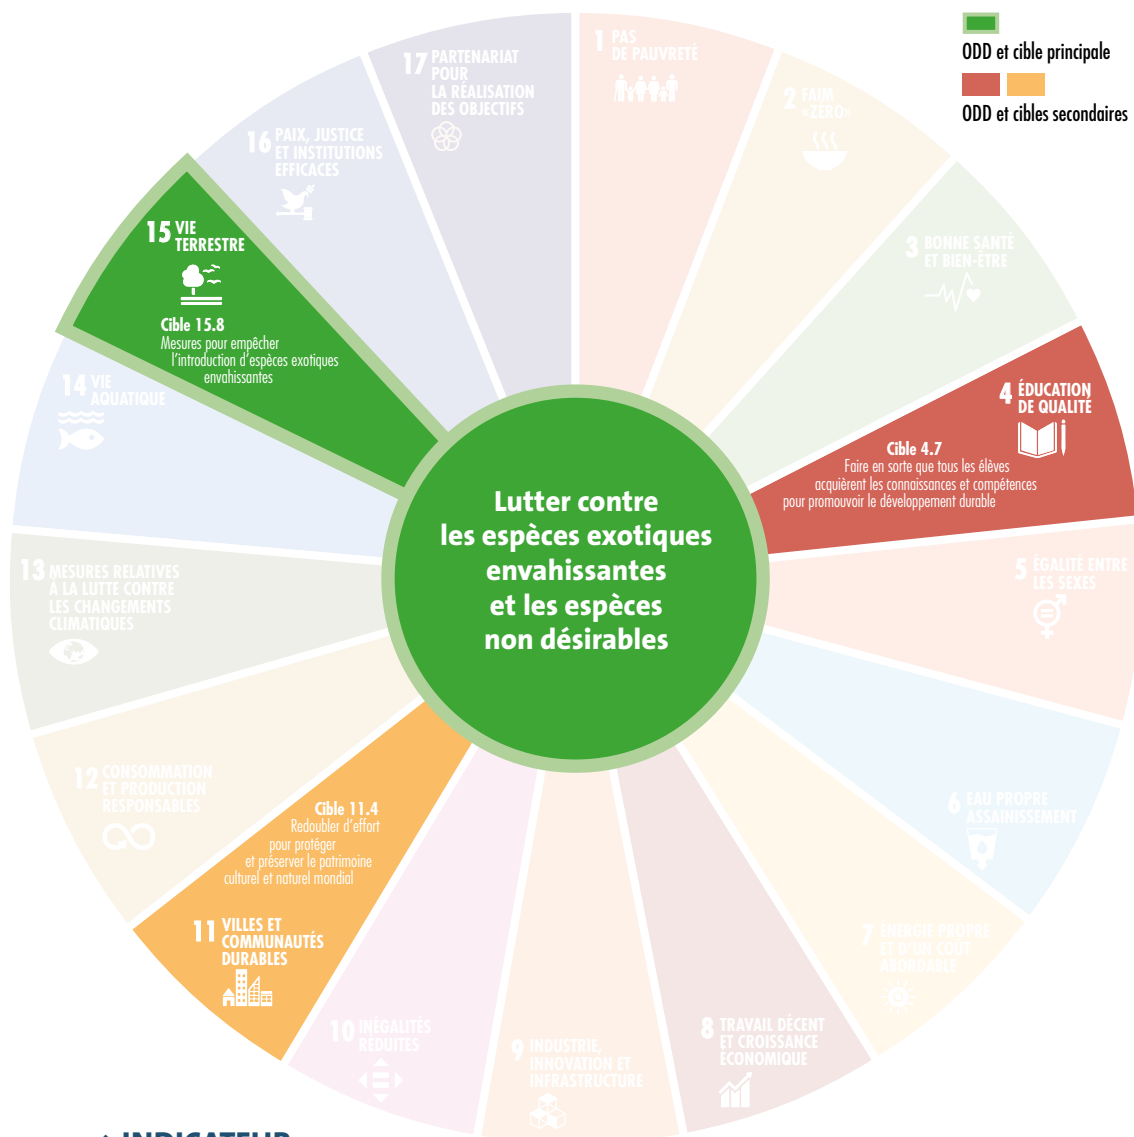 ODD et cible principale
ODD et cibles secondaires
1 PAS
DE PAUVRETÉ
2 FAIM
«ZÉRO»
3 BONNE SANTÉ
ET BIEN-ÊTRE
4 ÉDUCATION
DE QUALITÉ
Cible 4.7
Faire en sorte que tous les élèves
acquièrent les connaissances et compétences
pour promouvoir le développement durable
5 ÉGALITÉ ENTRE
LES SEXES
6 EAU PROPRE
ASSAINISSEMENT
7 ÉNERGIE PROPRE
ET D'UN COÛT
ABORDABLE
8 TRAVAIL DÉCENT
ET CROISSANCE
ÉCONOMIQUE
9 INDUSTRIE,
INNOVATION ET
INFRASTRUCTURE
10 INÉGALITÉS
RÉDUITES
Cible 11.4
Redoubler d'effort
pour protéger
et préserver le patrimoine
culturel et naturel mondial
11 VILLES ET
COMMUNAUTÉS
DURABLES
12 CONSOMMATION
ET PRODUCTION
RESPONSABLES
13 MESURES RELATIVES
À LA LUTTE CONTRE
LES CHANGEMENTS
CLIMATIQUES
14 VIE
AQUATIQUE
15 VIE
TERRESTRE
Cible 15.8
Mesures pour empêcher
l'introduction d'espèces exotiques
envahissantes
16 PAIX, JUSTICE
ET INSTITUTIONS
EFFICACES
17 PARTENARIAT
POUR
LA RÉALISATION
DES OBJECTIFS
Lutter contre
les espèces exotiques
envahissantes
et les espèces
non désirables
INDICATEUR